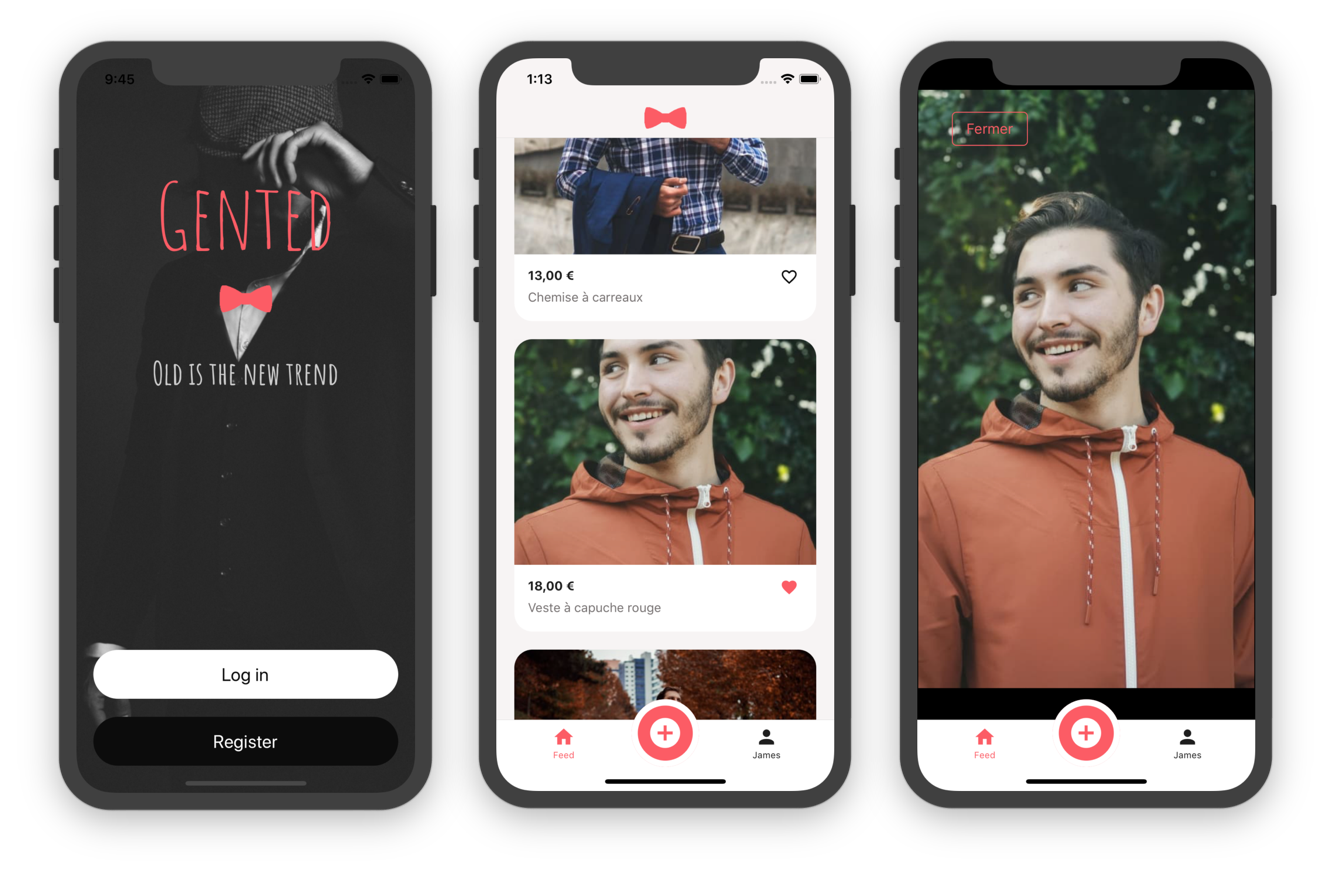 9:45
GENTED
OLD IS THE NEW TREND
Log in
Register
1:13
13,00 €
Chemise à carreaux
18,00 €
Veste à capuche rouge
Feed
James
Fermer
Feed
James